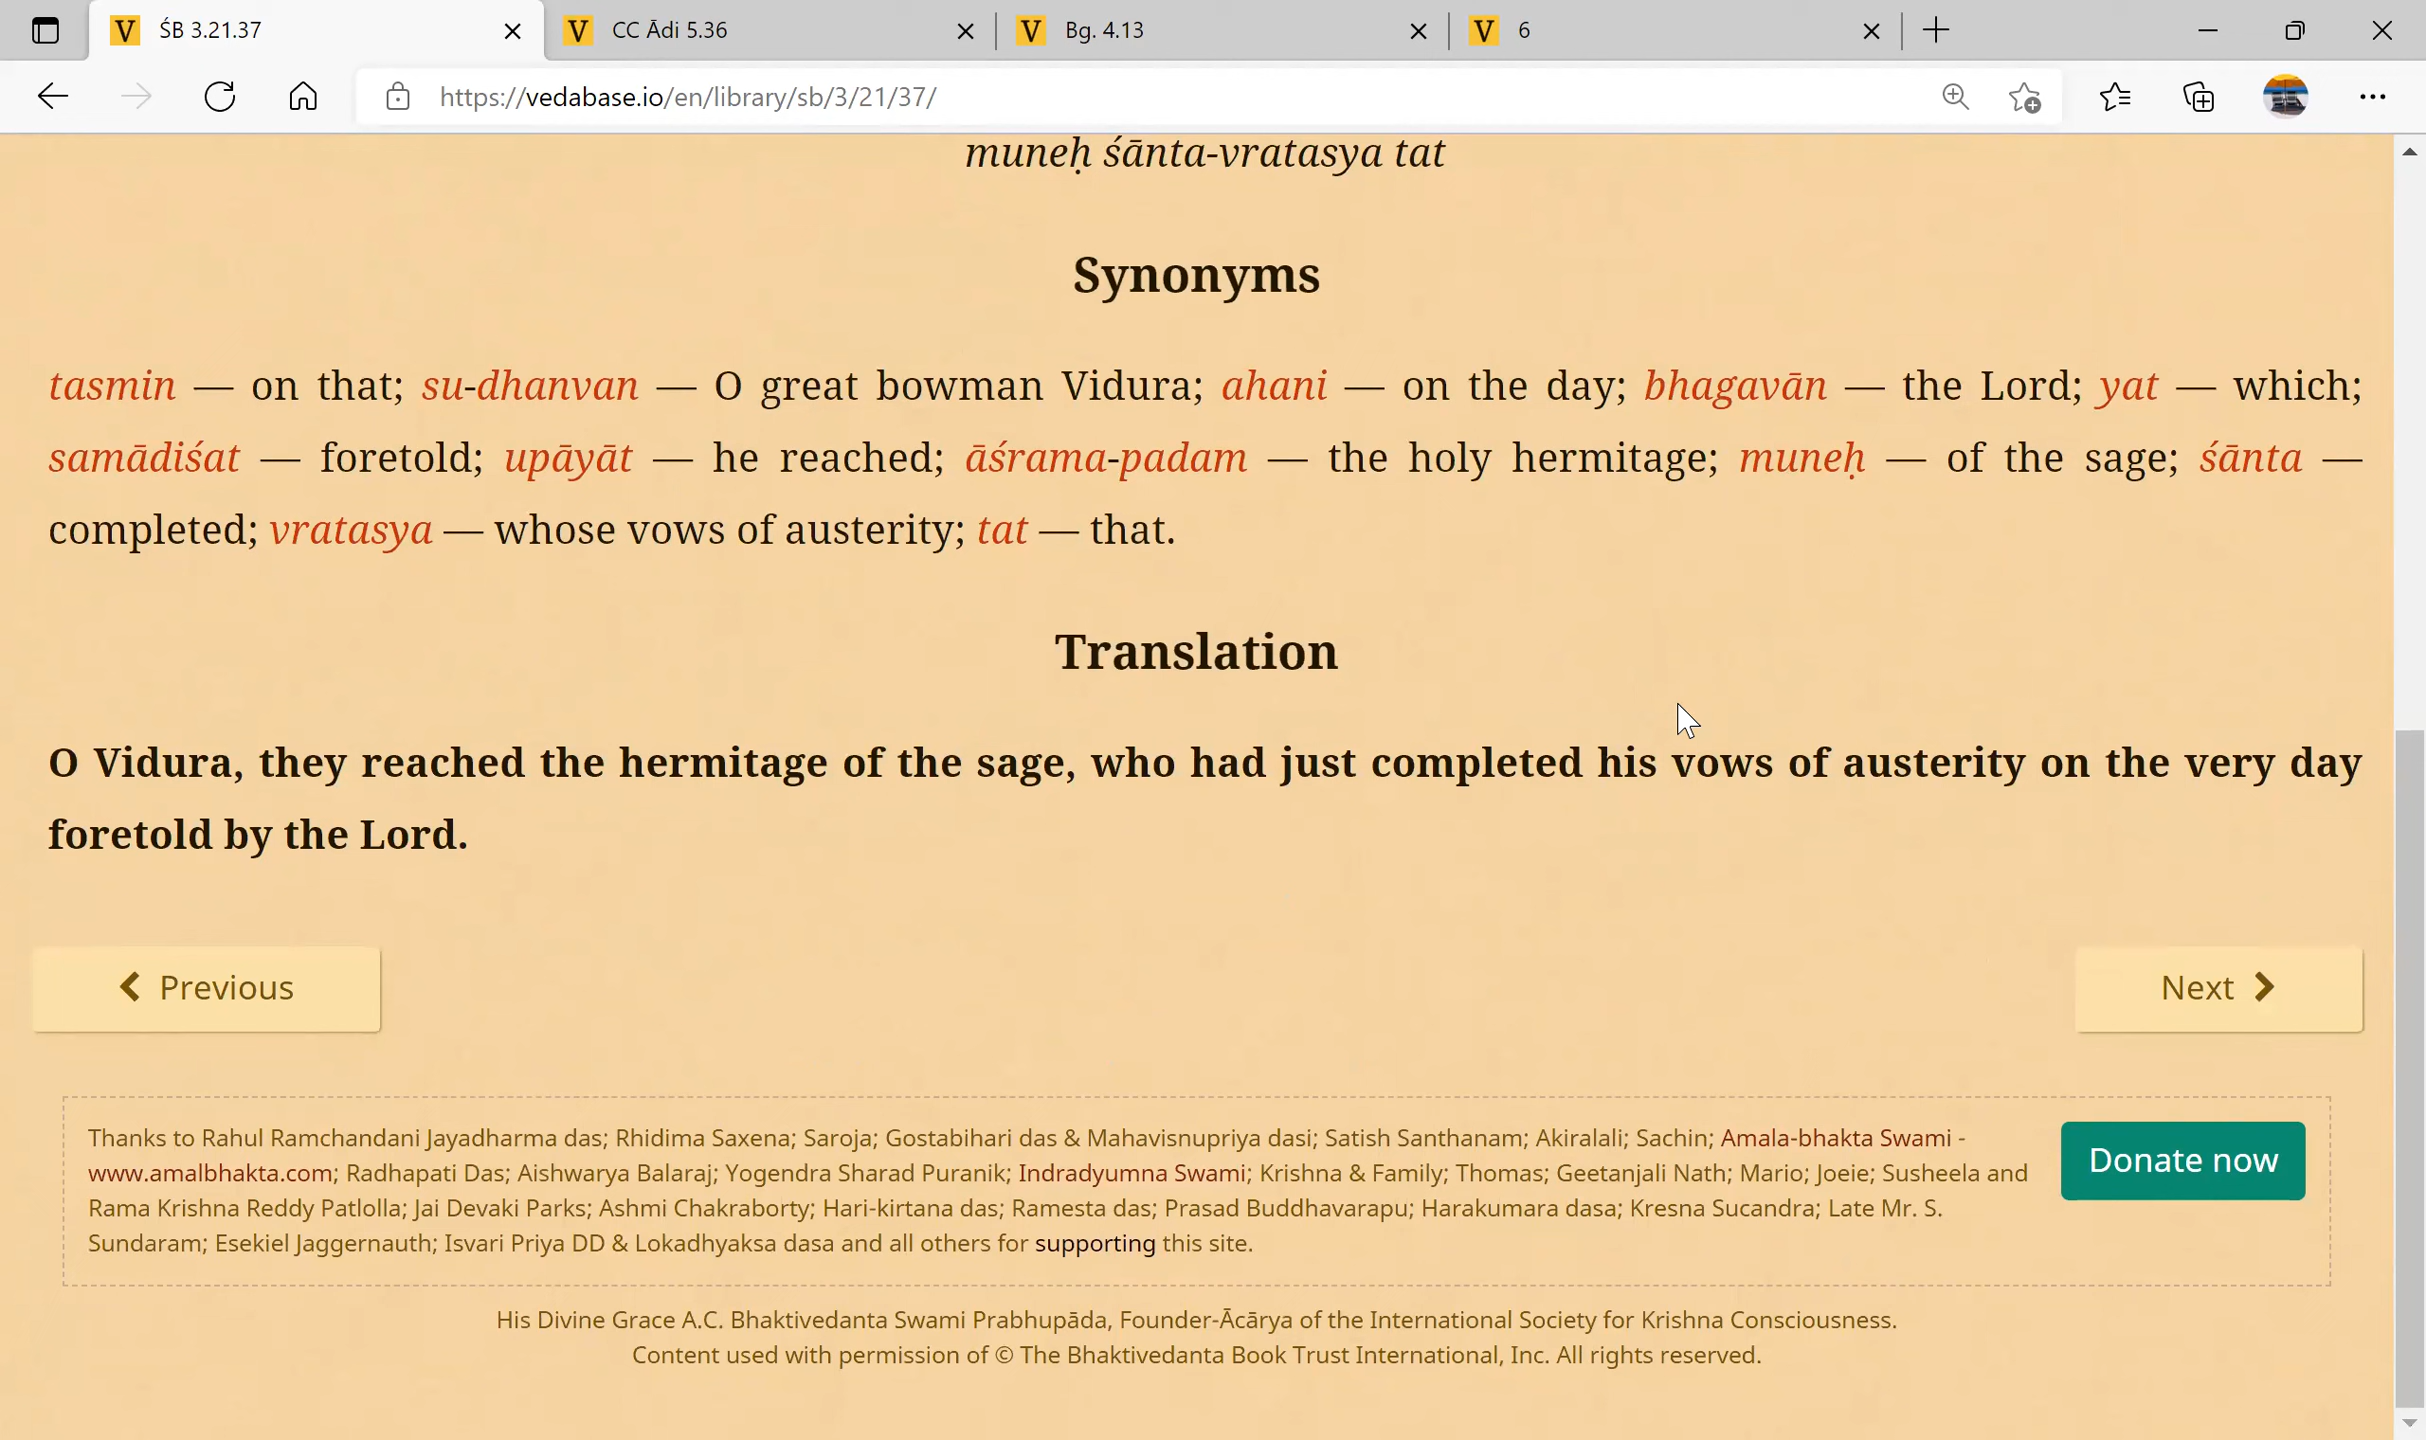 ŚB 3.21.37
CC Ādi 5.36
Bg. 4.13
6
https://vedabase.io/en/library/sb/3/21/37/
muneḥ śānta-vratasya tat
Synonyms
tasmin — on that; su-dhanvan — O great bowman Vidura; ahani — on the day; bhagavān — the Lord; yat — which;
samādiśat — foretold; upāyāt — he reached; āśrama-padam — the holy hermitage; muneḥ — of the sage; śānta —
completed; vratasya — whose vows of austerity; tat — that.
Translation
O Vidura, they reached the hermitage of the sage, who had just completed his vows of austerity on the very day
foretold by the Lord.
Previous
Next
Thanks to Rahul Ramchandani Jayadharma das; Rhidima Saxena; Saroja; Gostabihari das & Mahavisnupriya dasi; Satish Santhanam; Akiralali; Sachin; Amala-bhakta Swami -
www.amalbhakta.com; Radhapati Das; Aishwarya Balaraj; Yogendra Sharad Puranik; Indradyumna Swami; Krishna & Family; Thomas; Geetanjali Nath; Mario; Joeie; Susheela and
Rama Krishna Reddy Patlolla; Jai Devaki Parks; Ashmi Chakraborty; Hari-kirtana das; Ramesta das; Prasad Buddhavarapu; Harakumara dasa; Kresna Sucandra; Late Mr. S.
Sundaram; Esekiel Jaggernauth; Isvari Priya DD & Lokadhyaksa dasa and all others for supporting this site.
Donate now
His Divine Grace A.C. Bhaktivedanta Swami Prabhupāda, Founder-Ācārya of the International Society for Krishna Consciousness.
Content used with permission of © The Bhaktivedanta Book Trust International, Inc. All rights reserved.